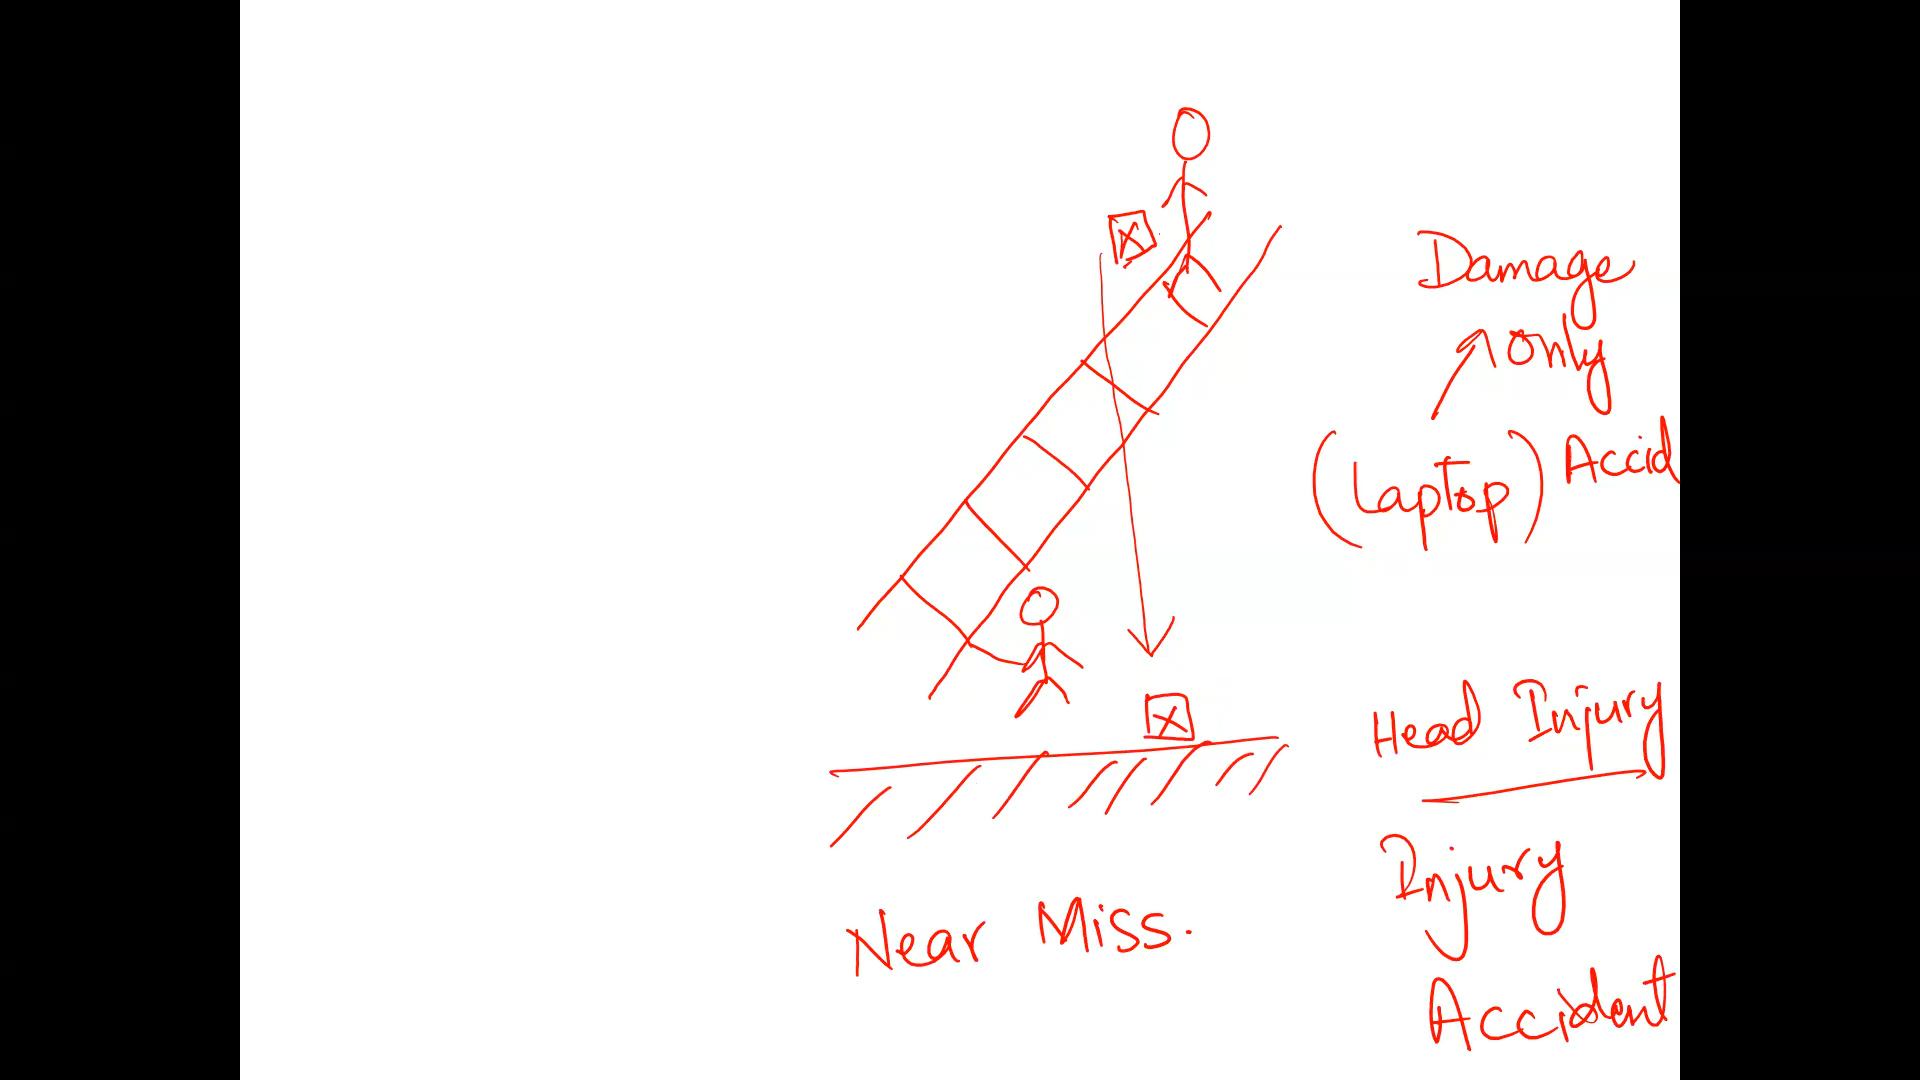 Damage
only
(Laptop) Accid
Head Injury
Injury
Accident
Near Miss.